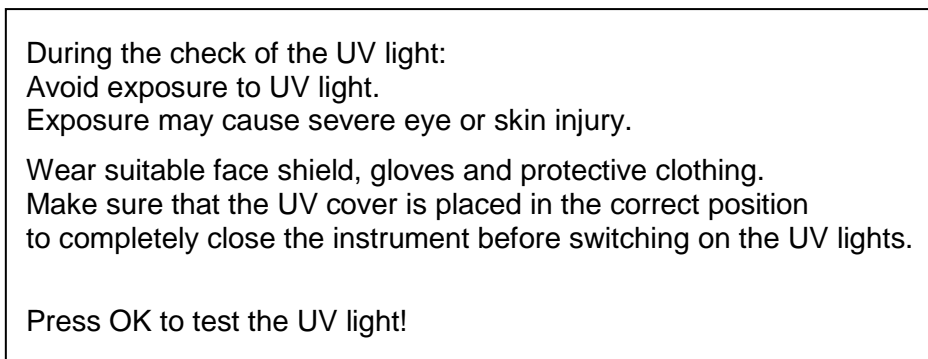 During the check of the UV light:
Avoid exposure to UV light.
Exposure may cause severe eye or skin injury.
Wear suitable face shield, gloves and protective clothing.
Make sure that the UV cover is placed in the correct position
to completely close the instrument before switching on the UV lights.
Press OK to test the UV light!